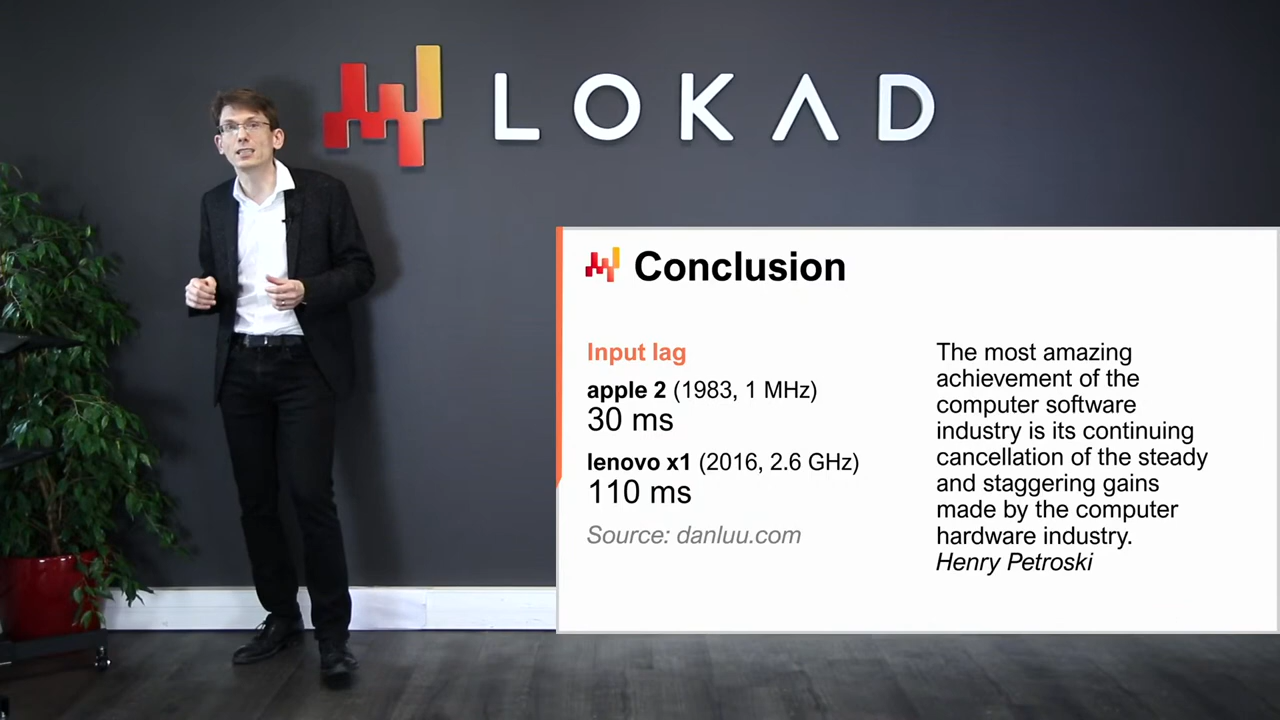 LOKAD
Conclusion
Input lag
apple 2 (1983, 1 MHz)
30 ms
lenovo x1 (2016, 2.6 GHz)
110 ms
Source: danluu.com
The most amazing
achievement of the
computer software
industry is its continuing
cancellation of the steady
and staggering gains
made by the computer
hardware industry.
Henry Petroski